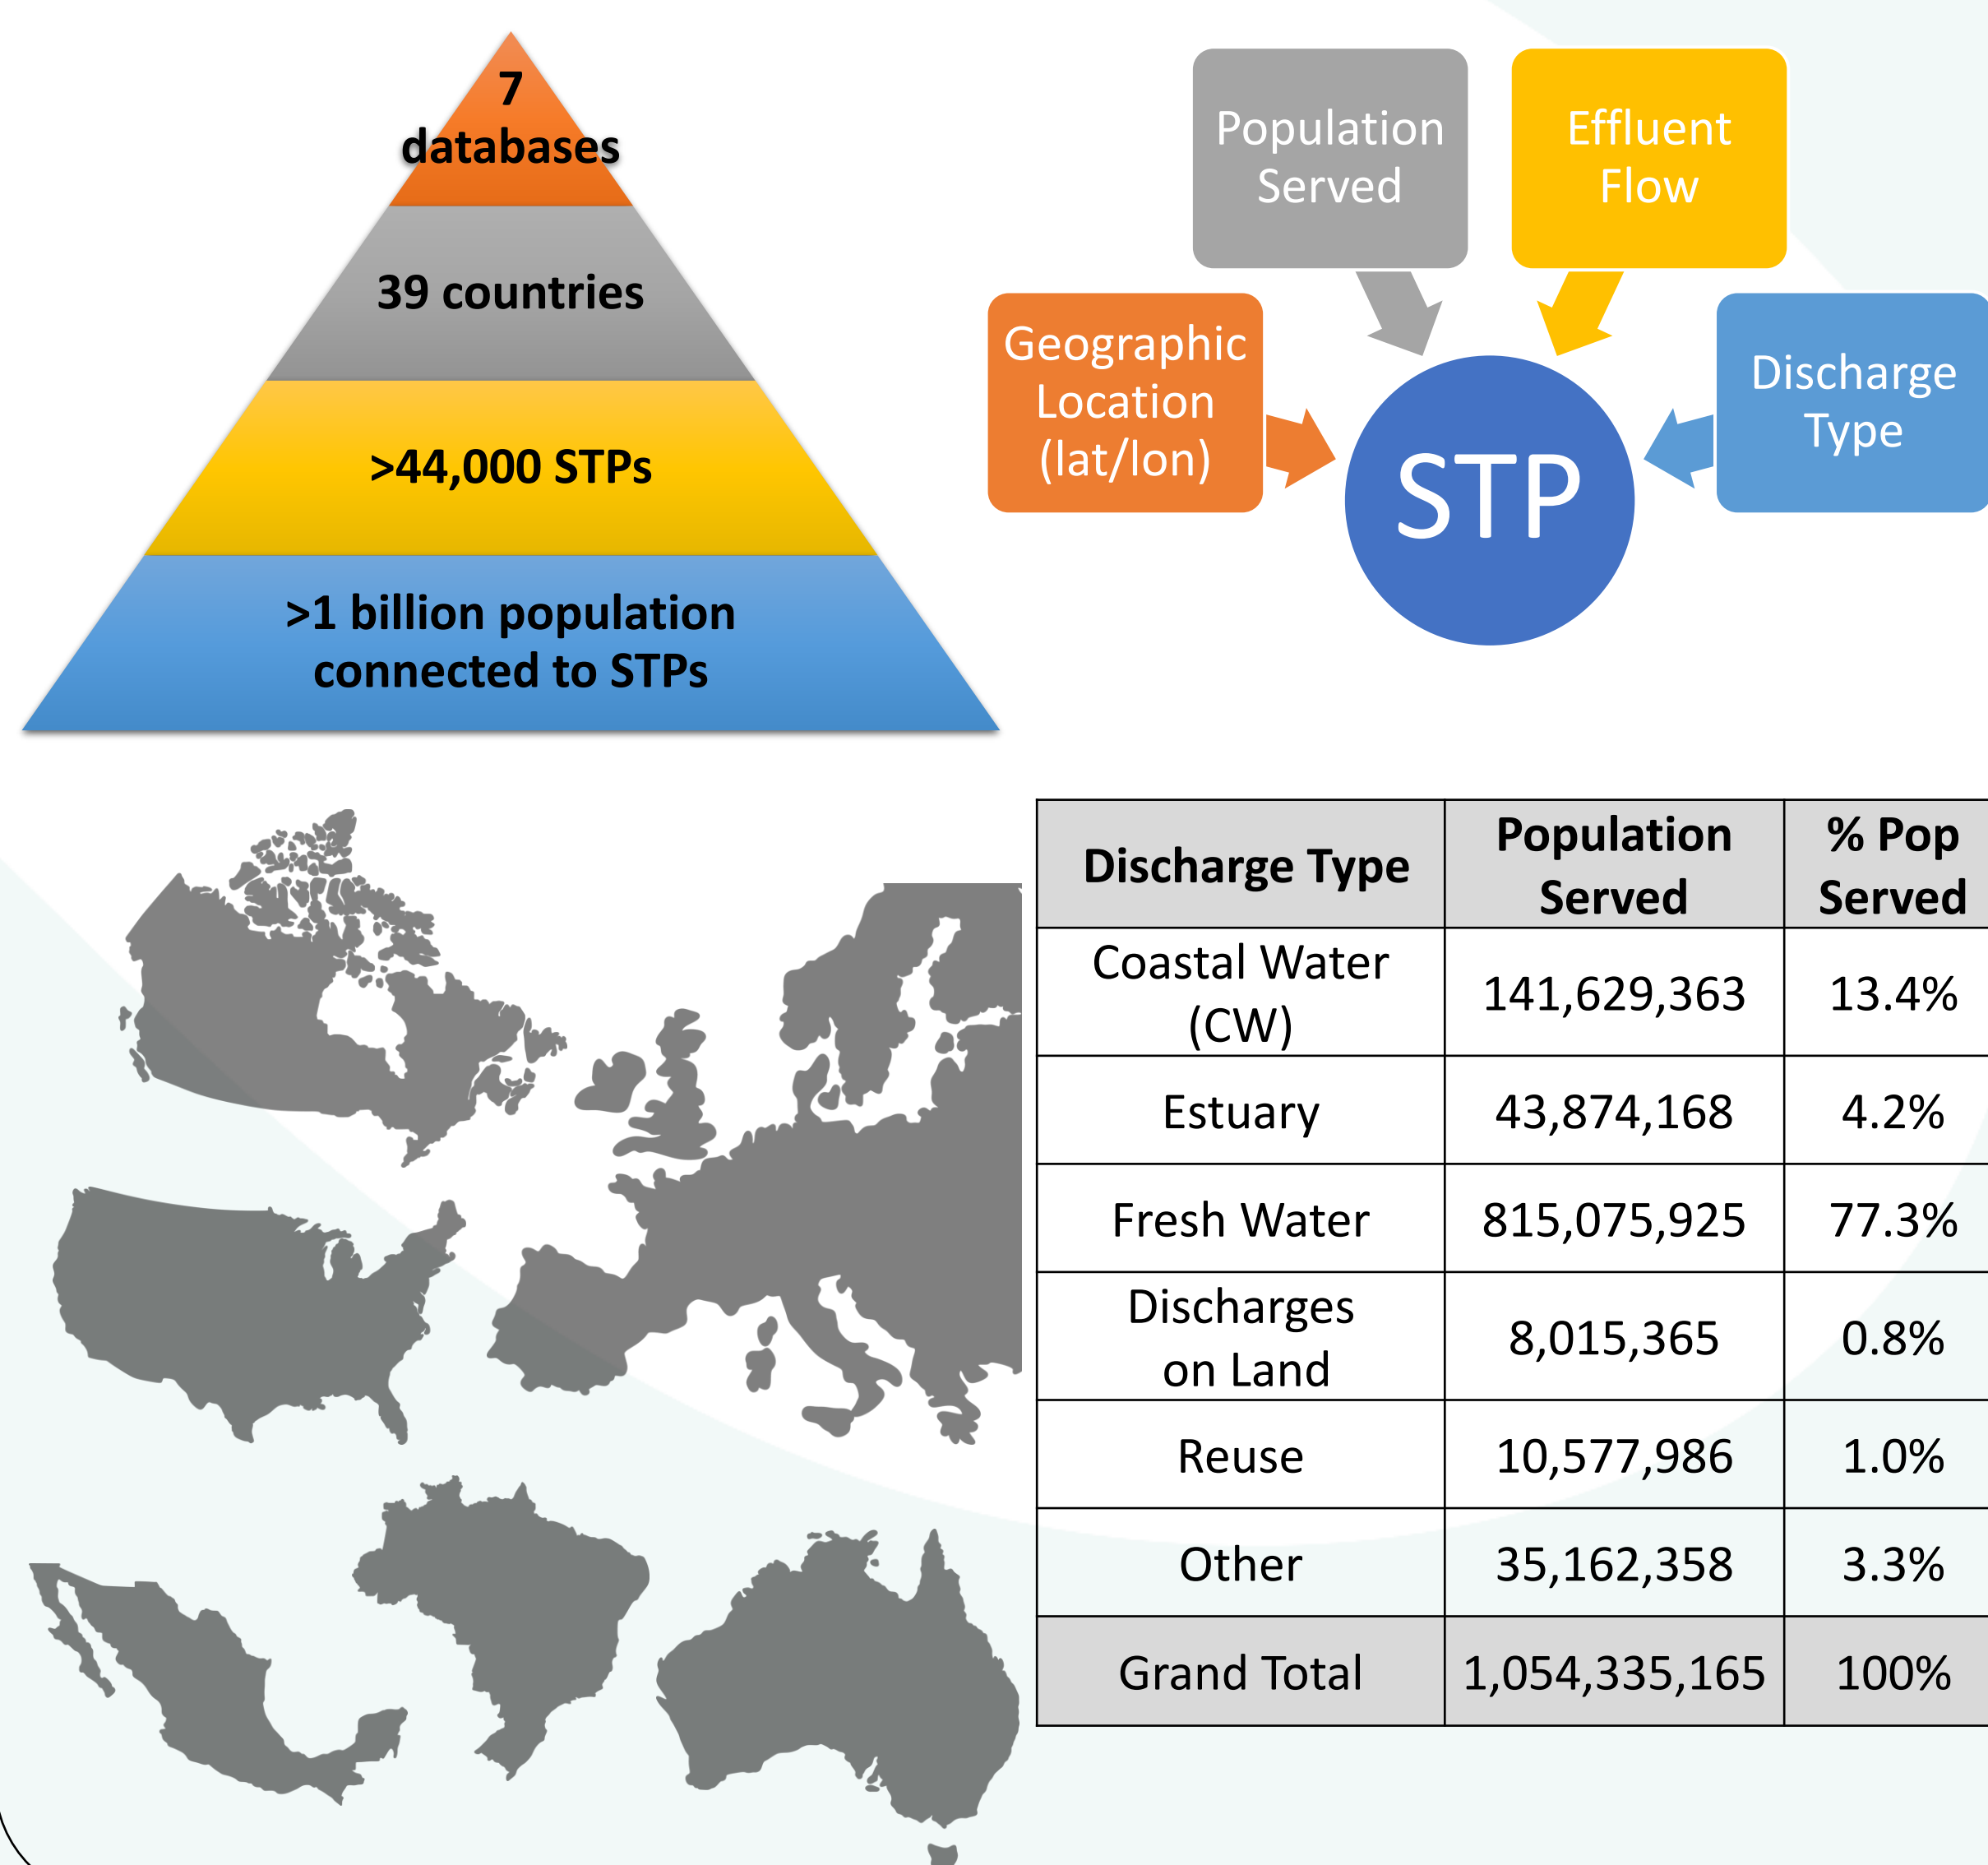 7
databases
39 countries
>44,000 STPs
>1 billion population
connected to STPs
Population
Served
Effluent
Flow
Geographic
Location
(lat/lon)
Discharge
Type
STP
Discharge Type | Population Served | % Pop Served
Coastal Water (CW) | 141,629,363 | 13.4%
Estuary | 43,874,168 | 4.2%
Fresh Water | 815,075,925 | 77.3%
Discharges on Land | 8,015,365 | 0.8%
Reuse | 10,577,986 | 1.0%
Other | 35,162,358 | 3.3%
Grand Total | 1,054,335,165 | 100%